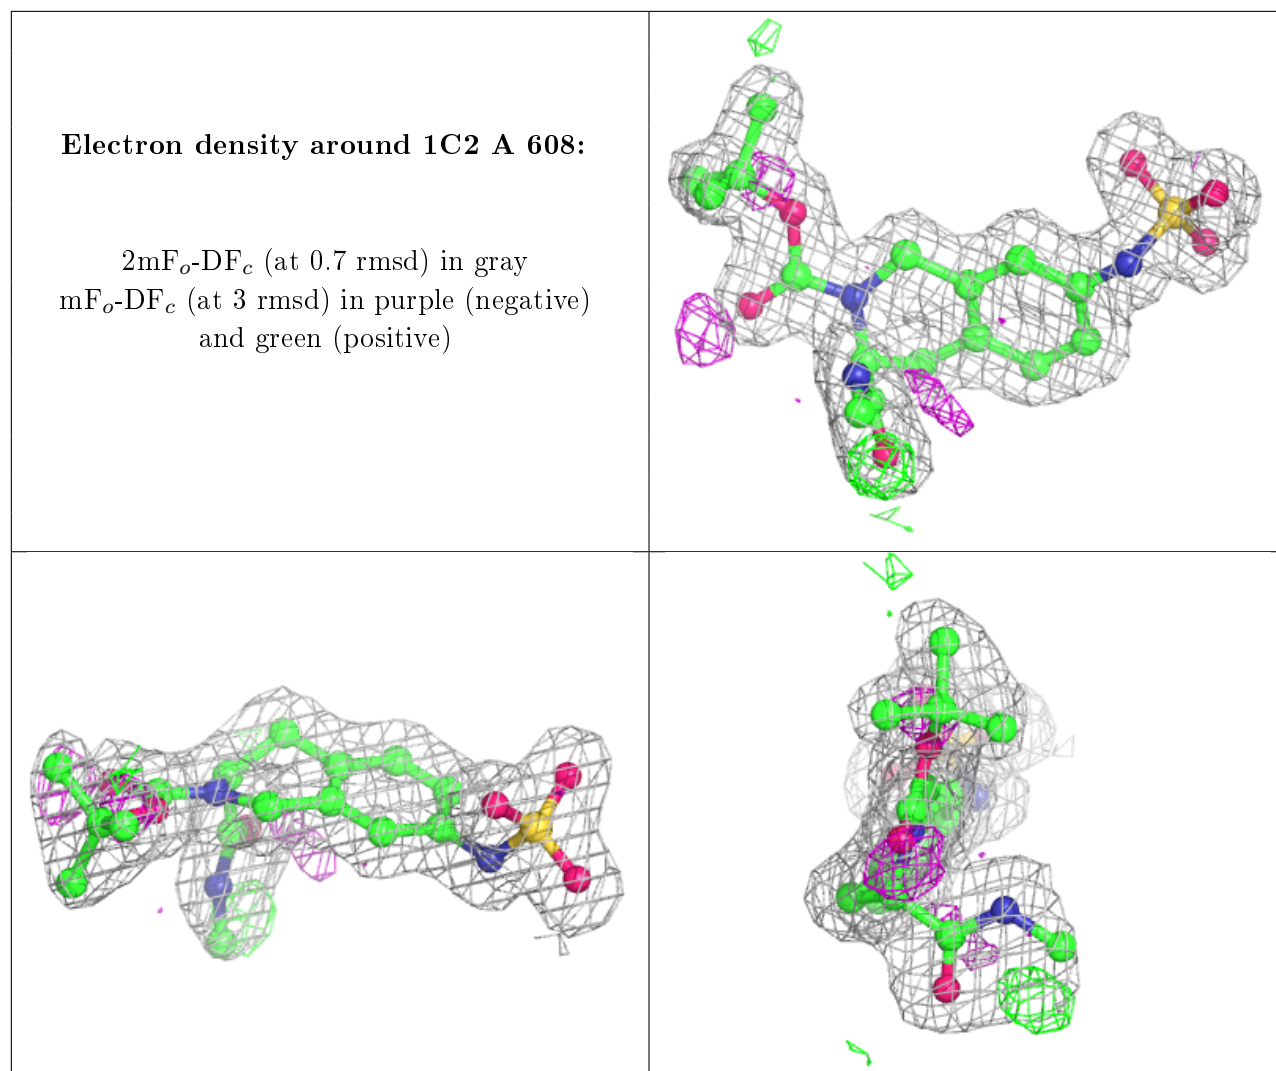 Electron density around 1C2 A 608:
2mFo-DFc (at 0.7 rmsd) in gray
mFo-DFc (at 3 rmsd) in purple (negative)
and green (positive)